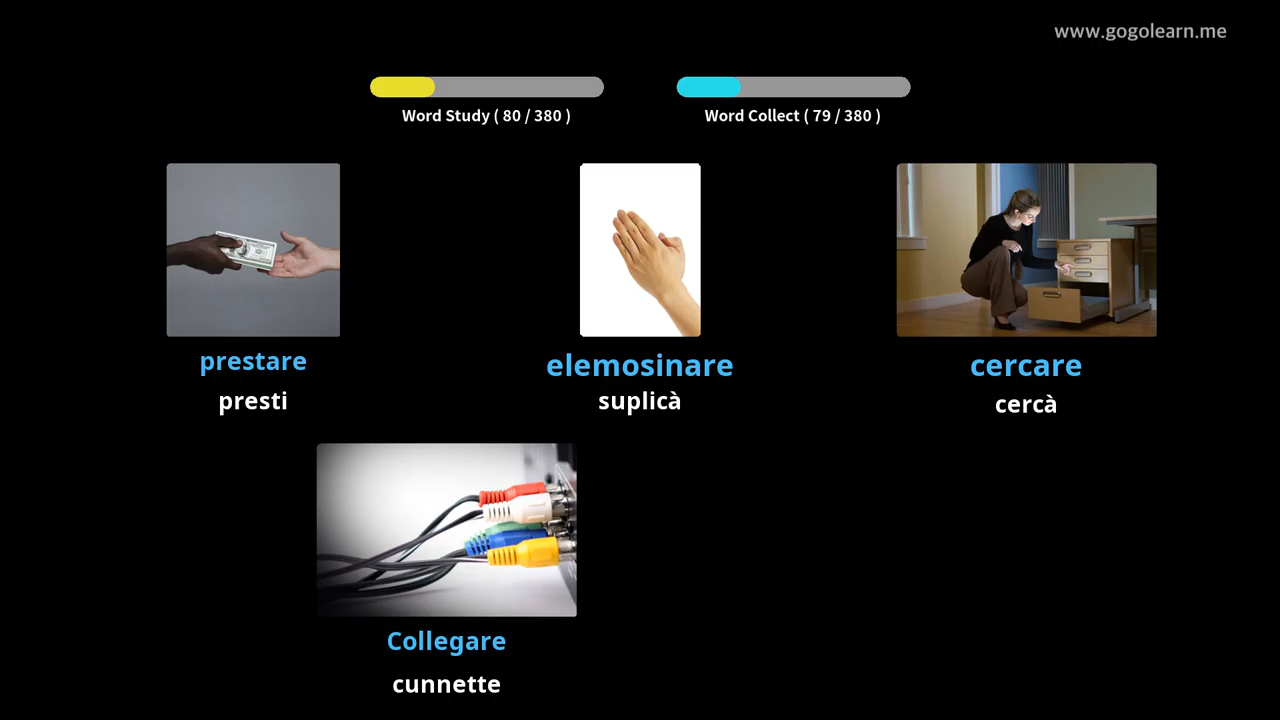 www.gogolearn.me
Word Study ( 80 / 380 )
Word Collect ( 79 / 380 )
prestare
presti
elemosinare
suplicà
cercare
cercà
Collegare
cunnette